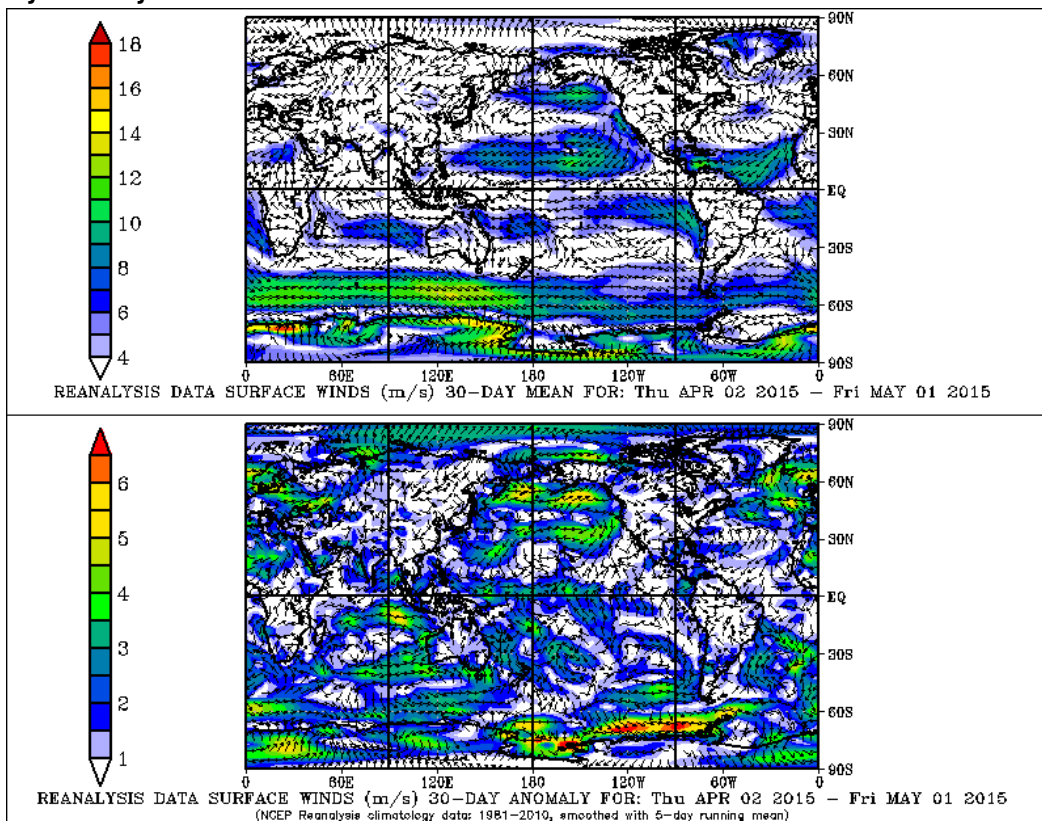 18
16
14
12
10
8
6
4
90N
60N
30N
EQ
30S
60S
90S
0 60E 120E 180 120W 60W 0
REANALYSIS DATA SURFACE WINDS (m/s) 30-DAY MEAN FOR: Thu APR 02 2015 - Fri MAY 01 2015
6
5
4
3
2
1
90N
60N
30N
EQ
30S
60S
90S
0 60E 120E 180 120W 60W 0
REANALYSIS DATA SURFACE WINDS (m/s) 30-DAY ANOMALY FOR: Thu APR 02 2015 - Fri MAY 01 2015
(NCEP Reanalysis climatology data: 1981-2010, smoothed with 5-day running mean)